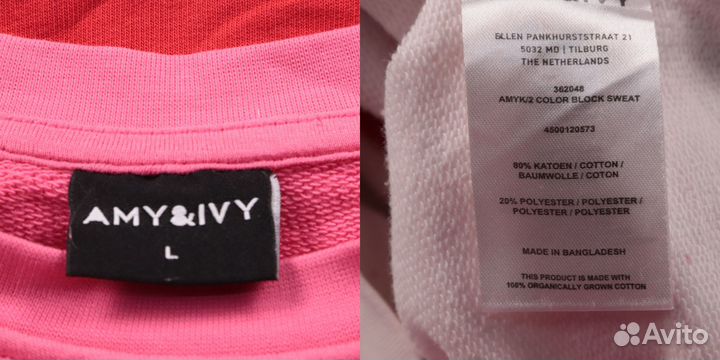 AMY&IVY
L
&IVY
ELLEN PANKHURSTSTRAAT 21
5032 MD | TILBURG
THE NETHERLANDS
362048
AMYK/2 COLOR BLOCK SWEAT
4500120573
80% KATOEN / COTTON /
BAUMWOLLE / COTON
20% POLYESTER / POLYESTER /
POLYESTER / POLYESTER
MADE IN BANGLADESH
THIS PRODUCT IS MADE WITH
100% ORGANICALLY GROWN COTTON
Avito